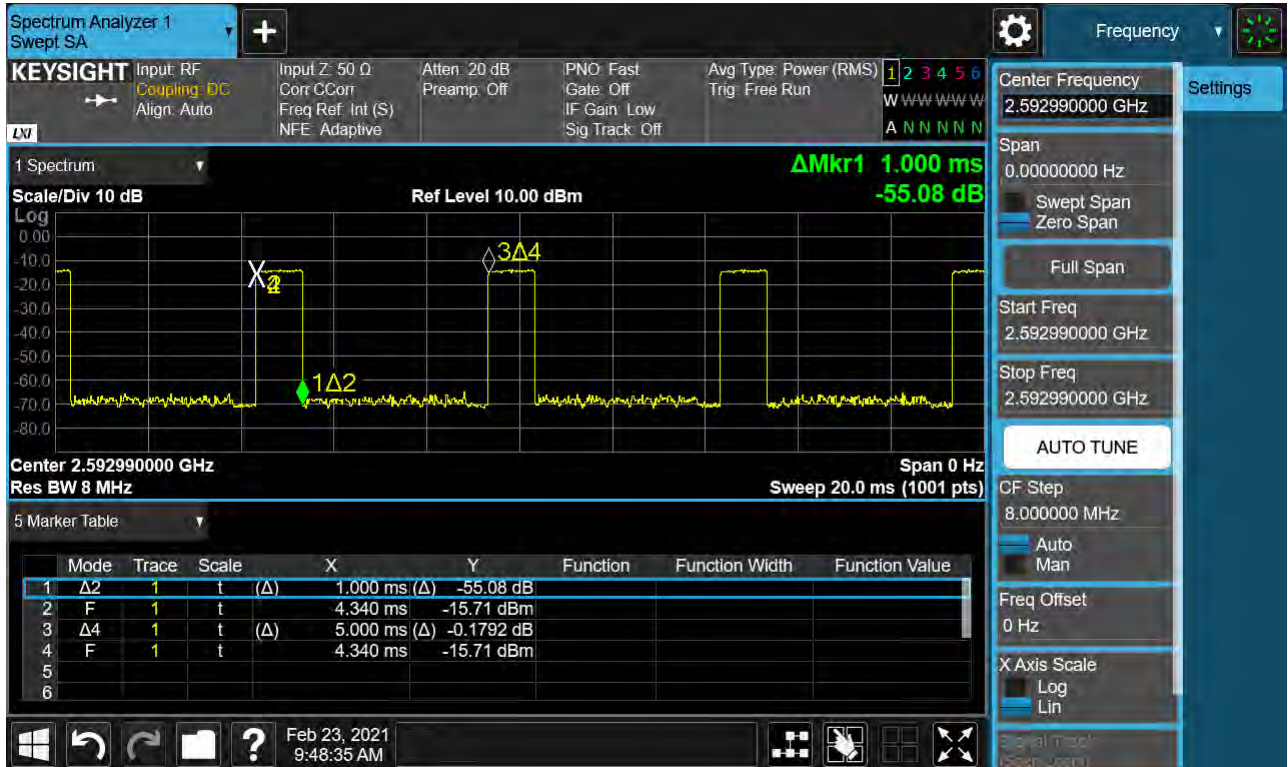 Spectrum Analyzer 1
Swept SA
+
Frequency
KEYSIGHT
LXI
Input: RF
Coupling: DC
Align: Auto
Input Z: 50 Ω
Corr CCorr
Freq Ref: Int (S)
NFE: Adaptive
Atten: 20 dB
Preamp: Off
PNO: Fast
Gate: Off
IF Gain: Low
Sig Track: Off
Avg Type: Power (RMS)
Trig: Free Run
1 2 3 4 5 6
W W W W W W
A N N N N N
1 Spectrum
ΔMkr1 1.000 ms
-55.08 dB
Scale/Div 10 dB
Ref Level 10.00 dBm
Log
0.00
-10.0
-20.0
-30.0
-40.0
-50.0
-60.0
-70.0
-80.0
X
3Δ4
1Δ2
Center 2.592990000 GHz
Span 0 Hz
Res BW 8 MHz
Sweep 20.0 ms (1001 pts)
5 Marker Table
Mode Trace Scale X Y Function Function Width Function Value
1 Δ2 1 t (Δ) 1.000 ms (Δ) -55.08 dB
2 F 1 t 4.340 ms -15.71 dBm
3 Δ4 1 t (Δ) 5.000 ms (Δ) -0.1792 dB
4 F 1 t 4.340 ms -15.71 dBm
5
6
Center Frequency
2.592990000 GHz
Settings
Span
0.00000000 Hz
Swept Span
Zero Span
Full Span
Start Freq
2.592990000 GHz
Stop Freq
2.592990000 GHz
AUTO TUNE
CF Step
8.000000 MHz
Auto
Man
Freq Offset
0 Hz
X Axis Scale
Log
Lin
?
Feb 23, 2021
9:48:35 AM